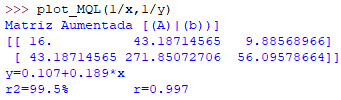 >>> plot_MQL(1/x,1/y)
Matriz Aumentada [(A)|(b))]
[[ 16. 43.18714565 9.88568966]
[ 43.18714565 271.85072706 56.09578664]]
y=0.107+0.189*x
r2=99.5% r=0.997